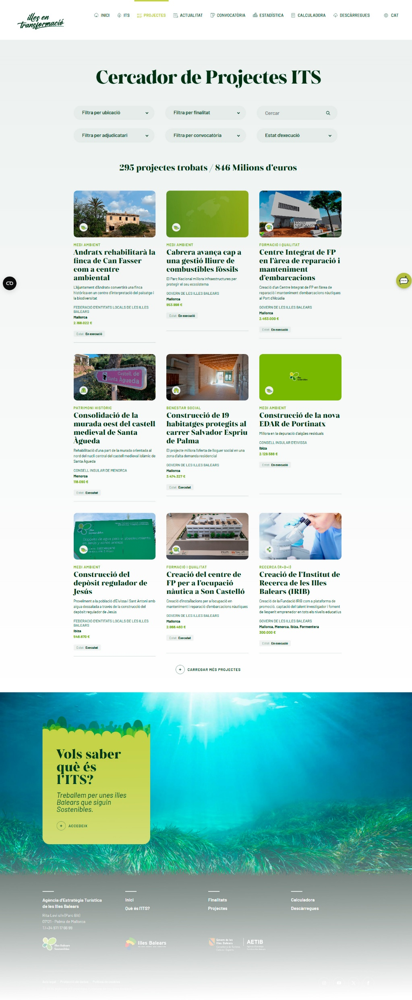 illes en
transformació
INICI
ITS
PROJECTES
ACTUALITAT
CONVOCATÒRIA
ESTADÍSTICA
CALCULADORA
DESCÀRREGUES
CAT
Cercador de Projectes ITS
Filtra per ubicació
Filtra per finalitat
Cercar
Filtra per adjudicatari
Filtra per convocatòria
Estat d'execució
295 projectes trobats / 846 Milions d'euros
MEDI AMBIENT
Andratx rehabilitarà la
finca de Can Fasser
com a centre
ambiental
L'Ajuntament d'Andratx convertirà una finca
històrica en un centre d'interpretació del paisatge i
la biodiversitat
FEDERACIÓ D'ENTITATS LOCALS DE LES ILLES
BALEARS
Mallorca
2.168.022 €
Estat: En execució
MEDI AMBIENT
Cabrera avança cap a
una gestió lliure de
combustibles fòssils
El Parc Nacional millora infraestructures per
protegir el seu ecosistema
GOVERN DE LES ILLES BALEARS
Mallorca
953.998 €
Estat: En execució
ESCOLA
FORMACIÓ I QUALITAT
Centre Integrat de FP
en l'àrea de reparació i
manteniment
d'embarcacions
Creació d'un Centre Integrat de FP en l'àrea de
reparació i manteniment d'embarcacions nàutiques
al Port d'Alcúdia
GOVERN DE LES ILLES BALEARS
Mallorca
2.453.000 €
Estat: En execució
Castell de
Santa Àgueda
PATRIMONI HISTÒRIC
Consolidació de la
murada oest del castell
medieval de Santa
Àgueda
Rehabilitació d'una part de la murada orientada al
nord del nucli central del castell medieval islàmic de
Santa Àgueda
CONSELL INSULAR DE MENORCA
Menorca
118.090 €
Estat: Executat
BENESTAR SOCIAL
Construcció de 19
habitatges protegits al
carrer Salvador Espriu
de Palma
El projecte millora l'oferta de lloguer social en una
zona d'alta demanda residencial
GOVERN DE LES ILLES BALEARS
Mallorca
3.474.327 €
Estat: Executat
Illes
Sostenibles
MEDI AMBIENT
Construcció de la nova
EDAR de Portinatx
Millora en la depuració d'aigües residuals
CONSELL INSULAR D'EIVISSA
Ibiza
2.129.588 €
Estat: En execució
Illes
Sostenibles
Depósito de agua para el abastecimiento
en Jesús y zonas anexas
MEDI AMBIENT
Construcció del
depòsit regulador de
Jesús
Proveïment a la població d'Eivissa i Sant Antoni amb
aigua dessalada a través de la construcció del
depòsit regulador de Jesús
FEDERACIÓ D'ENTITATS LOCALS DE LES ILLES
BALEARS
Ibiza
548.670 €
Estat: Executat
FORMACIÓ I QUALITAT
Creació del centre de
FP per a l'ocupació
nàutica a Son Castelló
Creació d'instal·lacions per a l'ocupació en
manteniment i reparació d'embarcacions nàutiques
GOVERN DE LES ILLES BALEARS
Mallorca
2.968.460 €
Estat: Executat
RECERCA (R+D+I)
Creació de l'Institut de
Recerca de les Illes
Balears (IRIB)
Creació de la Fundació IRIB com a plataforma de
promoció, captació del talent investigador i foment
de l'esperit emprenedor en tots els nivells educatius
GOVERN DE LES ILLES BALEARS
Mallorca, Menorca, Ibiza, Formentera
300.000 €
Estat: En execució
CARREGAR MÉS PROJECTES
Vols saber
què és
l'ITS?
Treballem per unes illes
Balears que siguin
Sostenibles.
ACCEDEIX
Agència d'Estratègia Turística
de les Illes Balears
Rita Levi s/n (Parc Bit)
07121 - Palma de Mallorca
T/+34 971 17 66 99
Inici
Què és l'ITS?
Finalitats
Projectes
Calculadora
Descàrregues
Illes Balears
Sostenibles
Illes Balears
Govern de les
Illes Balears
Conselleria de Turisme,
Cultura i Esports
AETIB